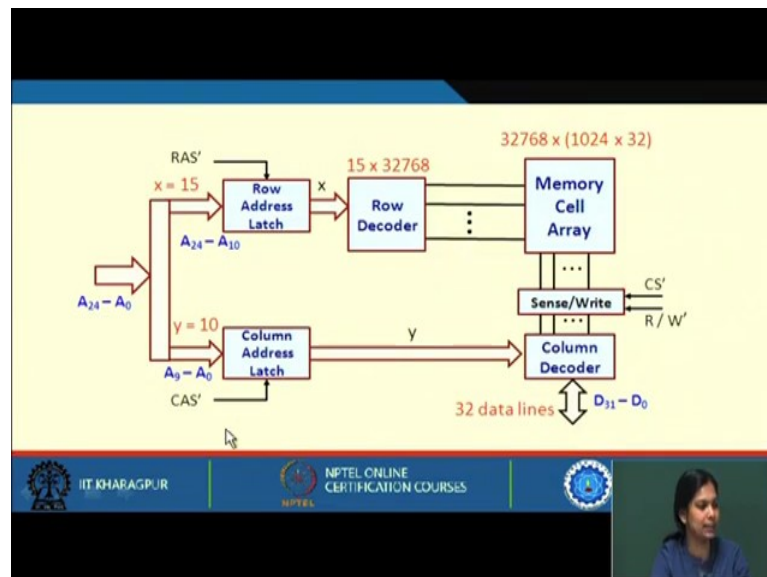 32768 x (1024 x 32)
RAS'
x = 15
Row
Address
Latch
x
15 x 32768
Row
Decoder
Memory
Cell
Array
A24 – A10
A24 – A0
CS'
Sense/Write
R / W'
y = 10
Column
Address
Latch
y
Column
Decoder
A9 – A0
CAS'
32 data lines
D31 – D0
IIT KHARAGPUR
NPTEL
NPTEL ONLINE
CERTIFICATION COURSES